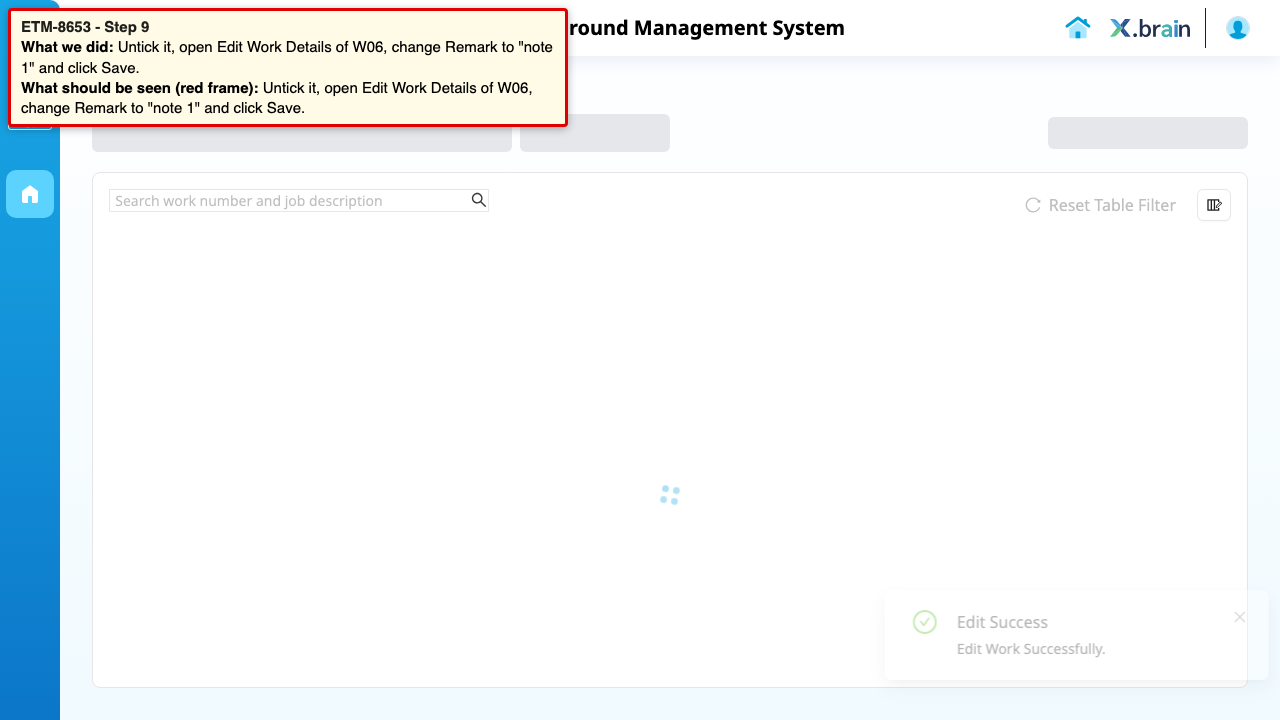 ETM-8653 - Step 9
What we did: Untick it, open Edit Work Details of W06, change Remark to "note
1" and click Save.
What should be seen (red frame): Untick it, open Edit Work Details of W06,
change Remark to "note 1" and click Save.
round Management System
X.brain
Search work number and job description
Reset Table Filter
Edit Success
Edit Work Successfully.